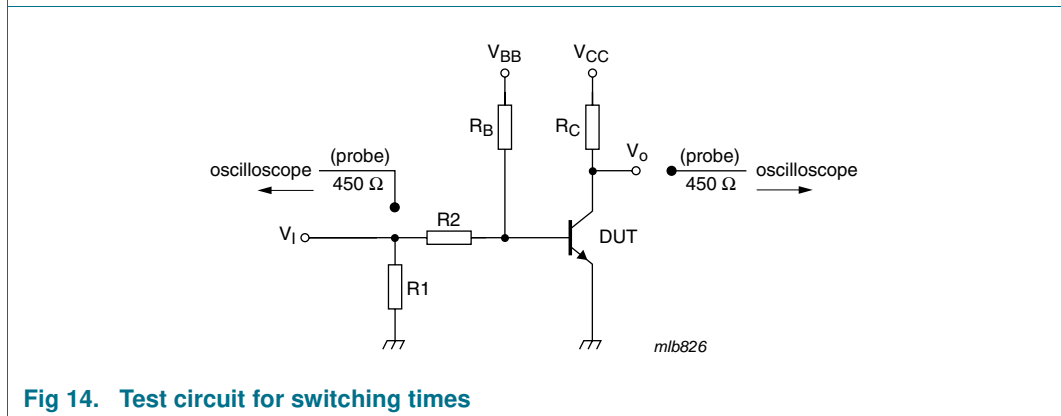 VBB
VCC
RB
RC
Vo
(probe)
450 Ω
oscilloscope
(probe)
450 Ω
oscilloscope
VI
R2
DUT
R1
mlb826
Fig 14. Test circuit for switching times